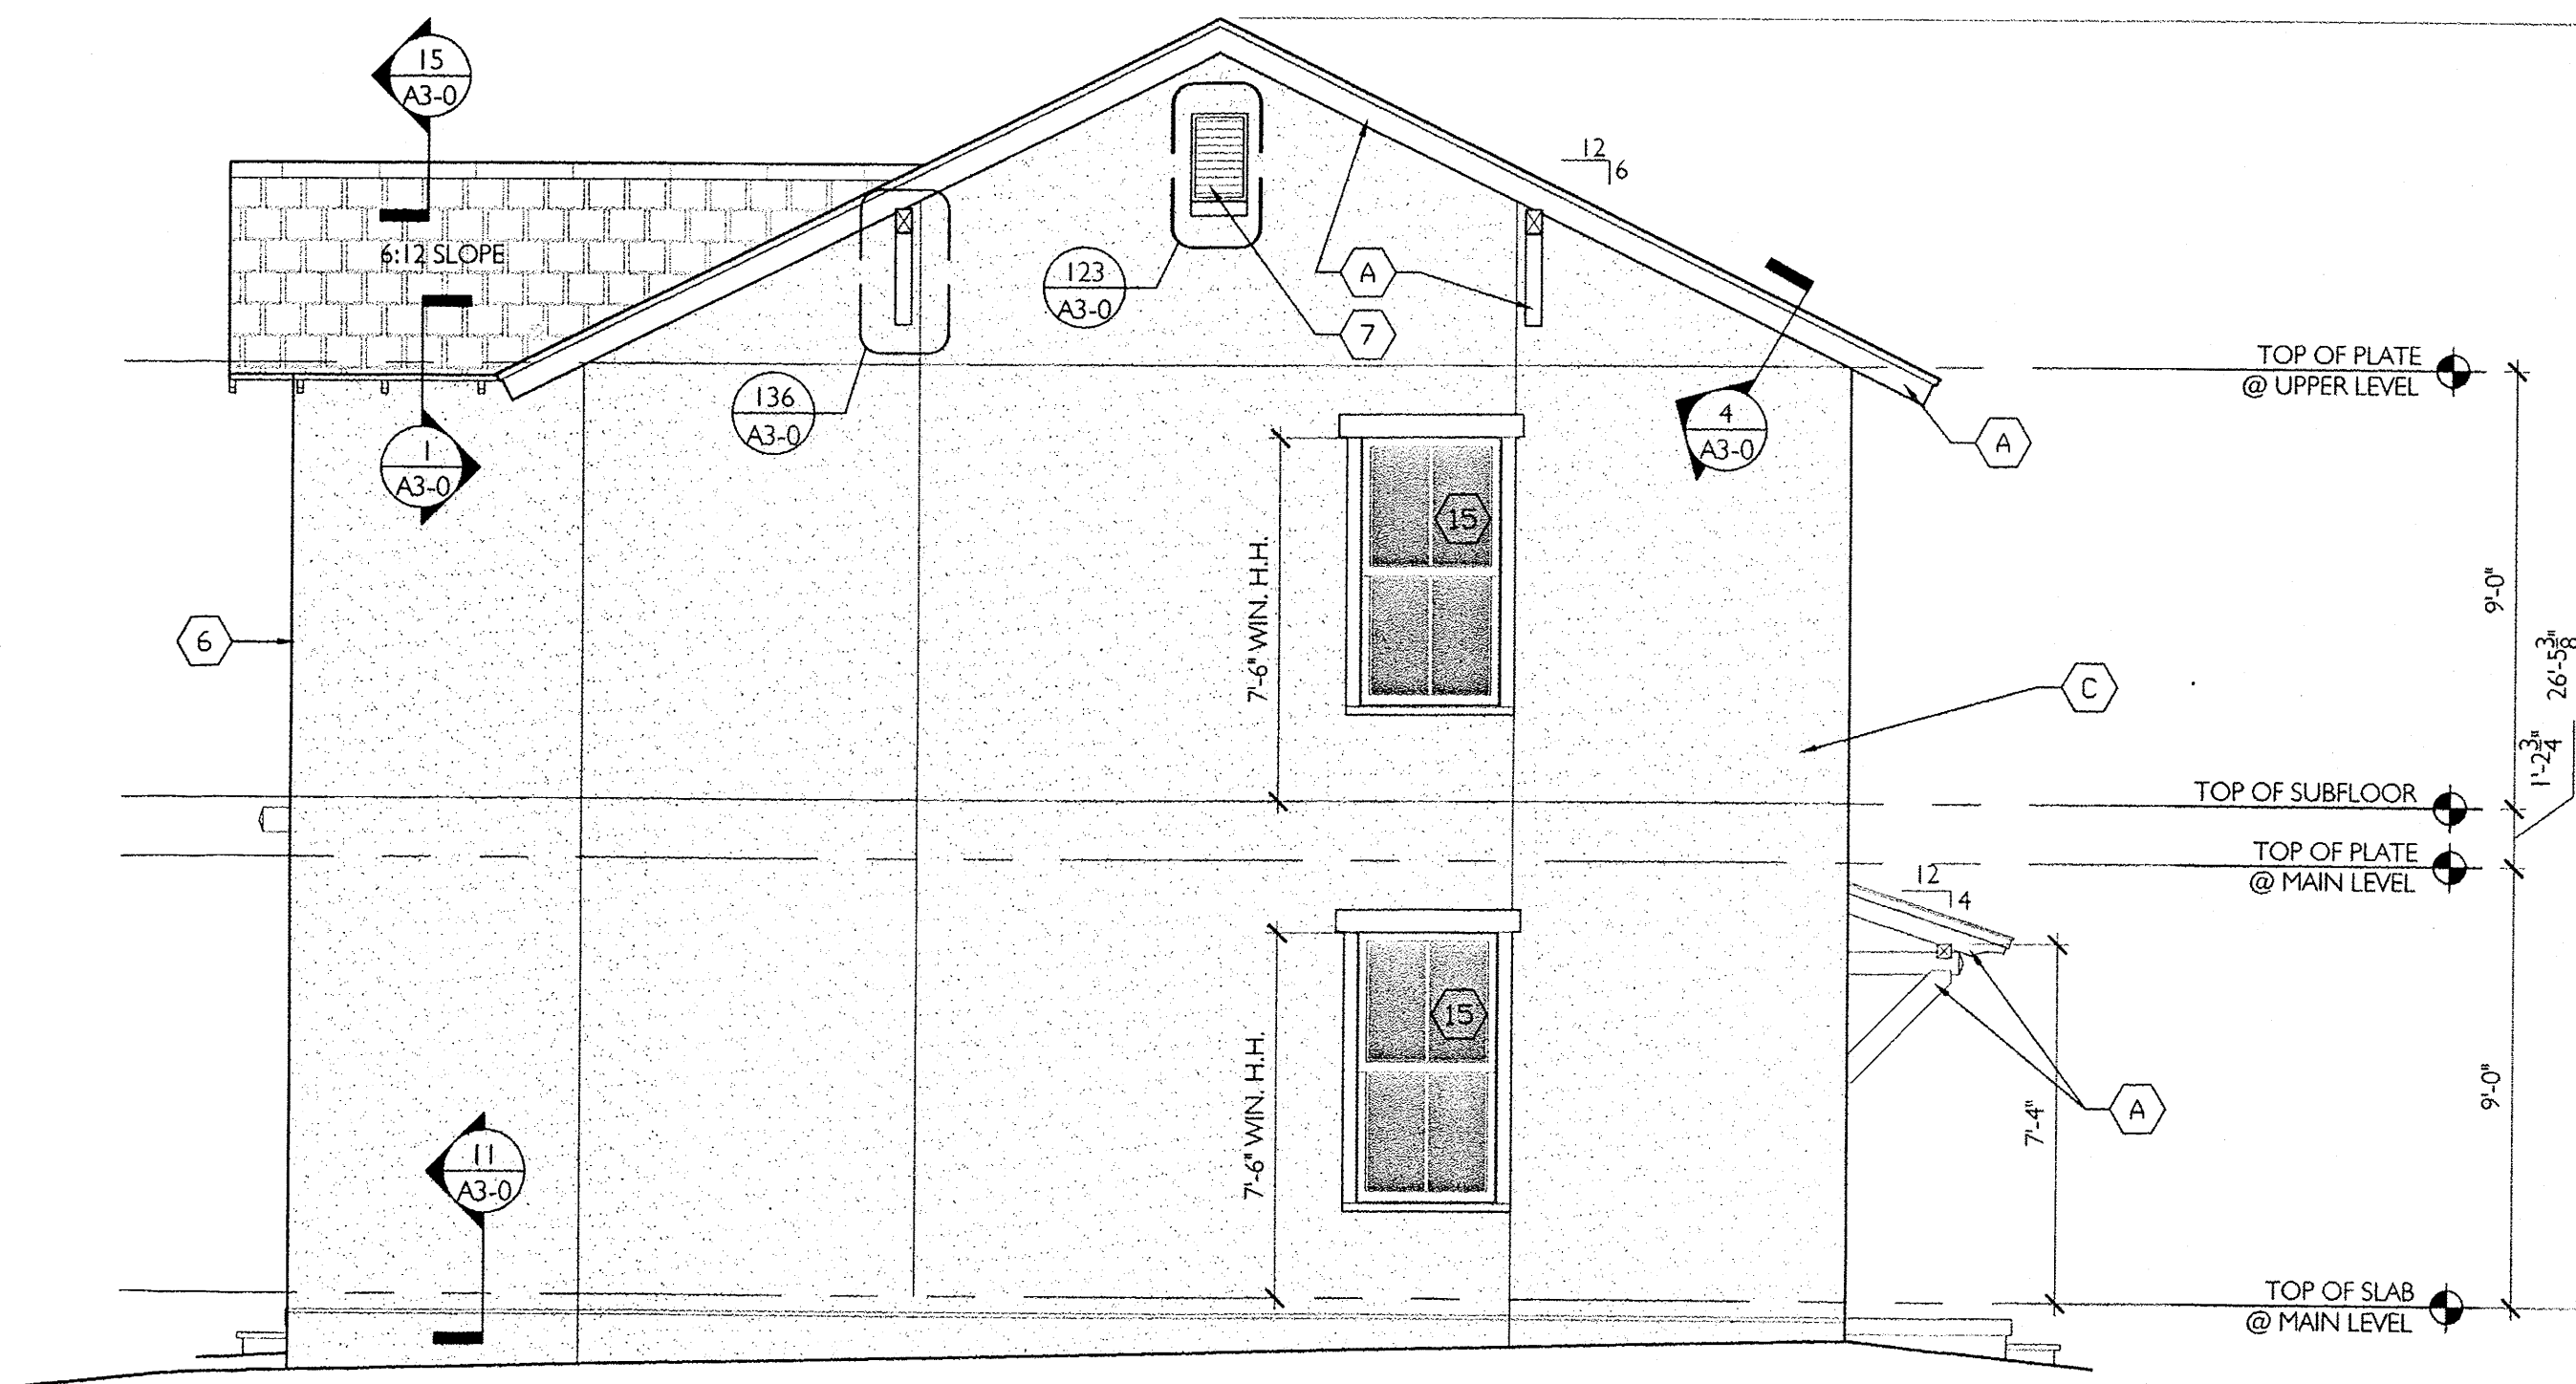 15
A3-0
12
6
6:12 SLOPE
123
A3-0
A
7
TOP OF PLATE
@ UPPER LEVEL
136
A3-0
4
A3-0
A
1
A3-0
15
7'-6" WIN. H.H.
9'-0"
6
26'-5 3/8"
C
1'-2 3/4"
TOP OF SUBFLOOR
TOP OF PLATE
@ MAIN LEVEL
12
4
15
7'-6" WIN. H.H.
7'-4"
A
9'-0"
11
A3-0
TOP OF SLAB
@ MAIN LEVEL